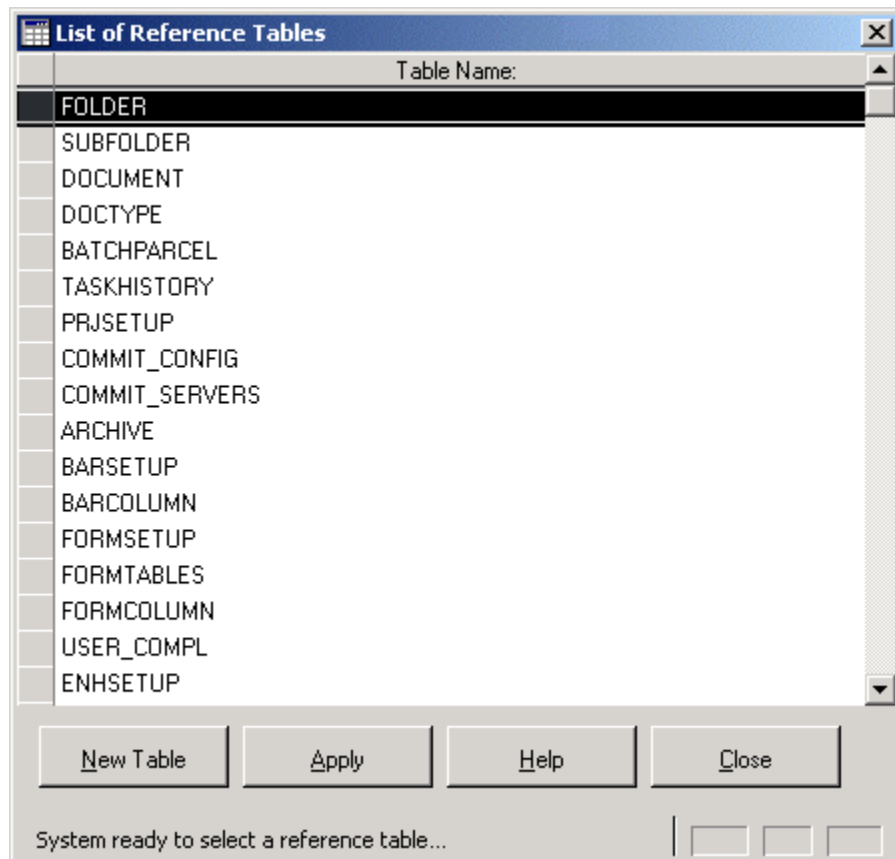 List of Reference Tables
Table Name:
FOLDER
SUBFOLDER
DOCUMENT
DOCTYPE
BATCHPARCEL
TASKHISTORY
PRJSETUP
COMMIT_CONFIG
COMMIT_SERVERS
ARCHIVE
BARSETUP
BARCOLUMN
FORMSETUP
FORMTABLES
FORMCOLUMN
USER_COMPL
ENHSETUP
New Table Apply Help Close
System ready to select a reference table...